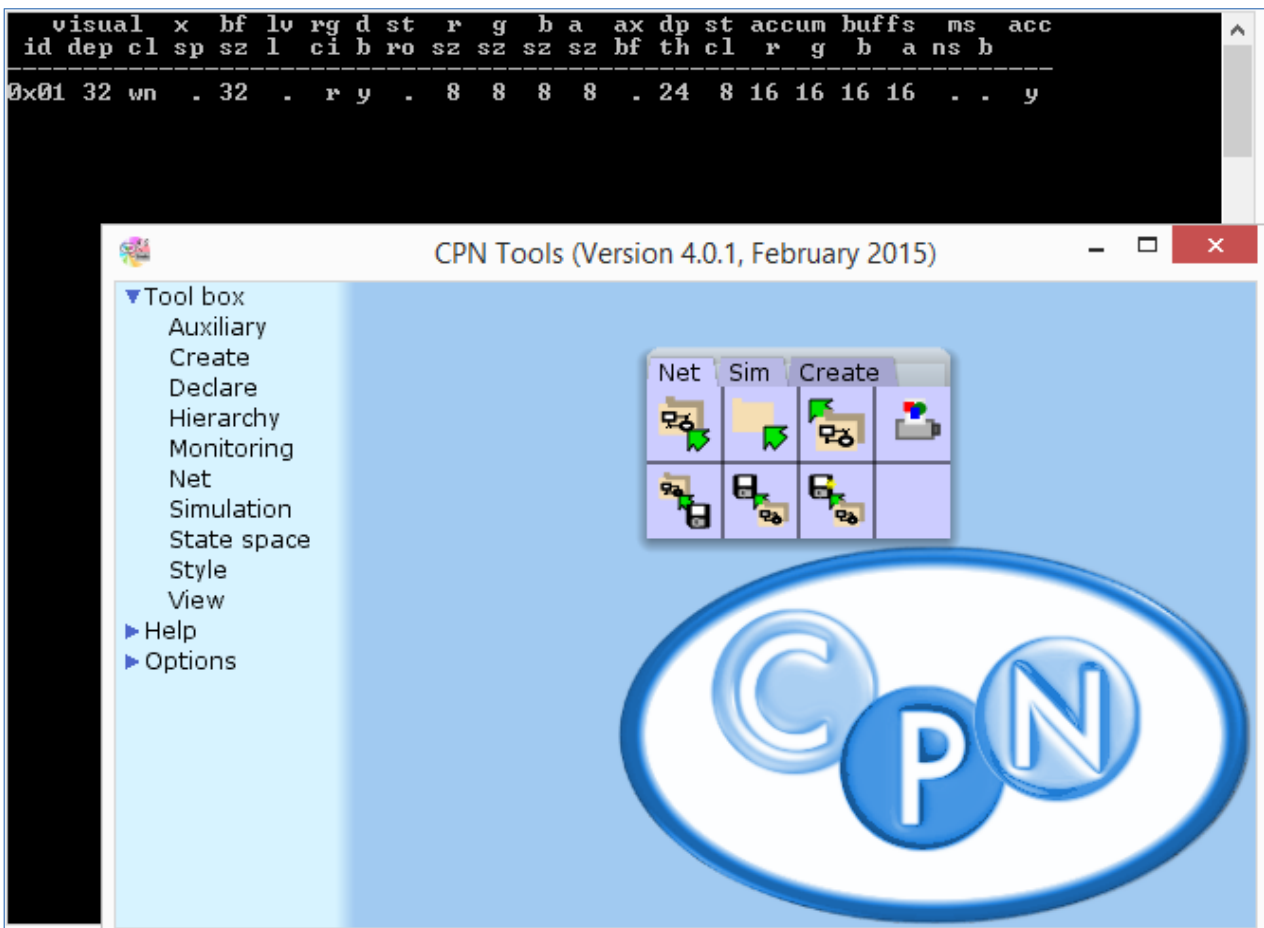 visual x bf lv rg d st r g b a ax dp st accum buffs ms acc
id dep cl sp sz l ci b ro sz sz sz sz bf th cl r g b a ns b
0x01 32 wn . 32 . r y . 8 8 8 8 . 24 8 16 16 16 16 . . y
CPN Tools (Version 4.0.1, February 2015)
Tool box
Auxiliary
Create
Declare
Hierarchy
Monitoring
Net
Simulation
State space
Style
View
Help
Options
Net Sim Create
CPN